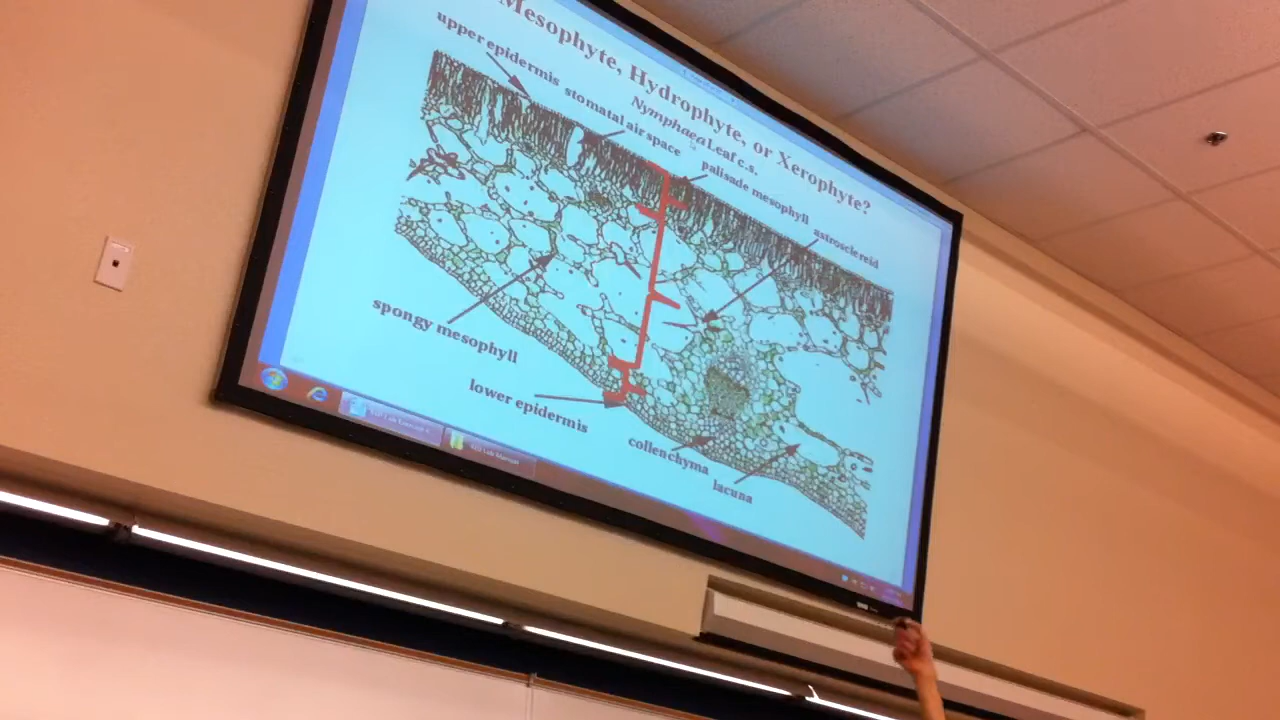 Mesophyte, Hydrophyte, or Xerophyte?
Nymphaea Leaf c.s.
upper epidermis
stomatal air space
palisade mesophyll
astrosclereid
spongy mesophyll
lower epidermis
collenchyma
lacuna